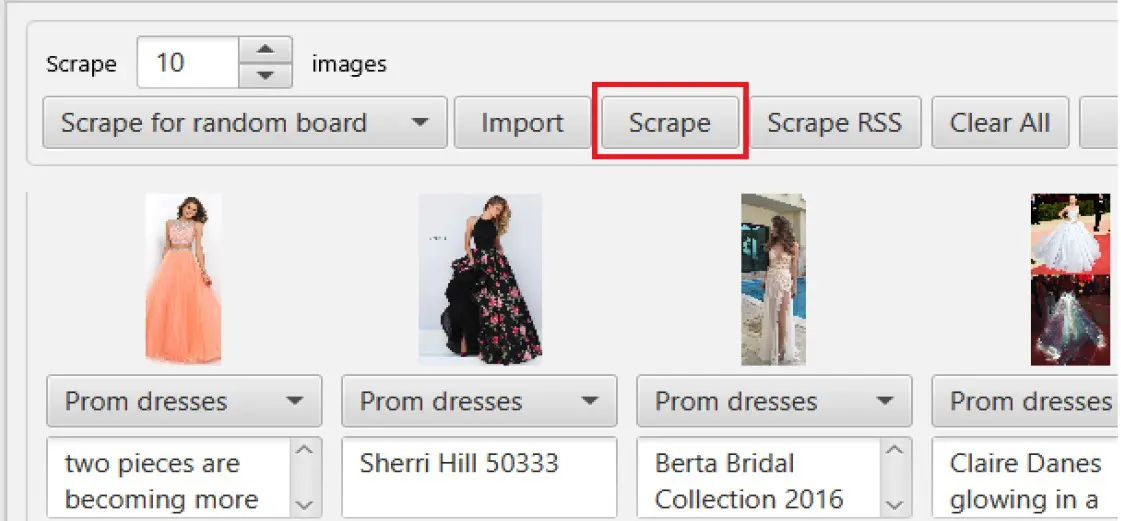 Scrape 10 images
Scrape for random board Import Scrape Scrape RSS Clear All
Prom dresses Prom dresses Prom dresses Prom dresses
two pieces are
becoming more
Sherri Hill 50333
Berta Bridal
Collection 2016
Claire Danes
glowing in a